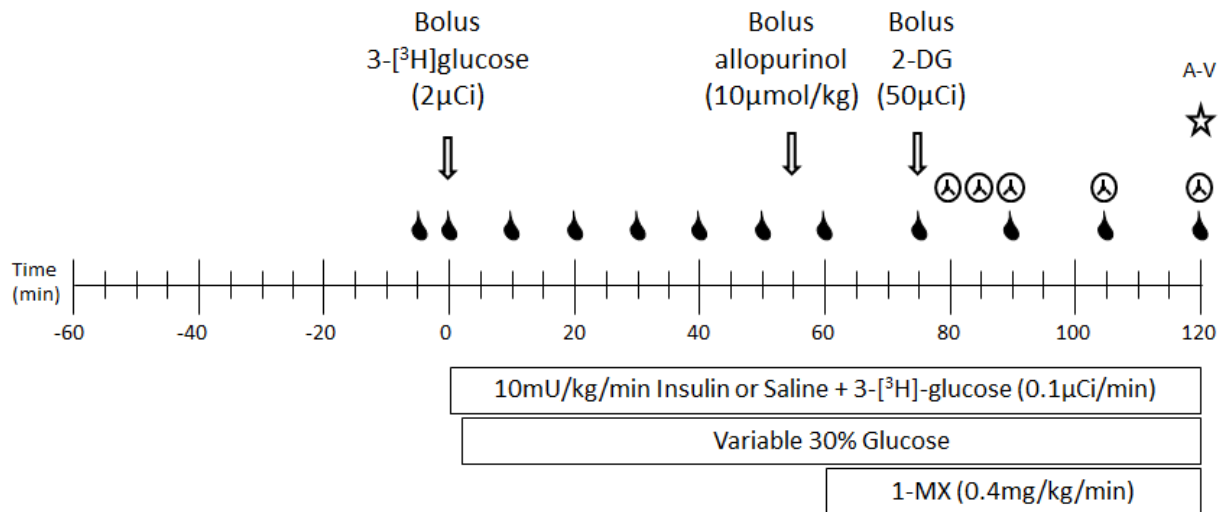 Bolus
3-[³H]glucose
(2µCi)
Bolus
allopurinol
(10µmol/kg)
Bolus
2-DG
(50µCi)
A-V
Time
(min)
-60 -40 -20 0 20 40 60 80 100 120
10mU/kg/min Insulin or Saline + 3-[³H]-glucose (0.1µCi/min)
Variable 30% Glucose
1-MX (0.4mg/kg/min)